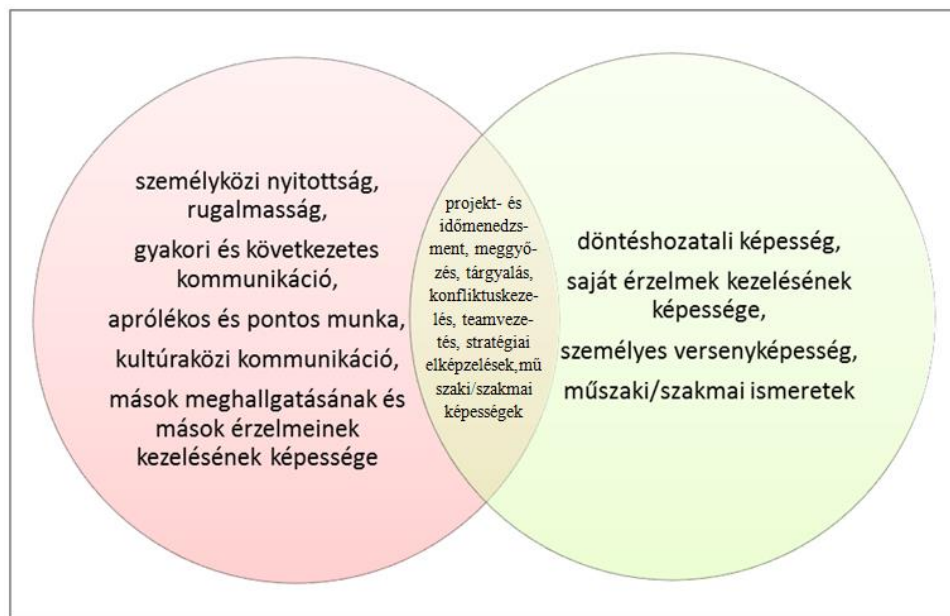 személyközi nyitottság,
rugalmasság,
gyakori és következetes
kommunikáció,
aprólékos és pontos munka,
kultúraközi kommunikáció,
mások meghallgatásának és
mások érzelmeinek
kezelésének képessége
projekt- és
időmenedzs-
ment, meggyő-
zés, tárgyalás,
konfliktuskeze-
lés, teamveze-
tés, stratégiai
elképzelések,mű
szaki/szakmai
képességek
döntéshozatali képesség,
saját érzelmek kezelésének
képessége,
személyes versenyképesség,
műszaki/szakmai ismeretek